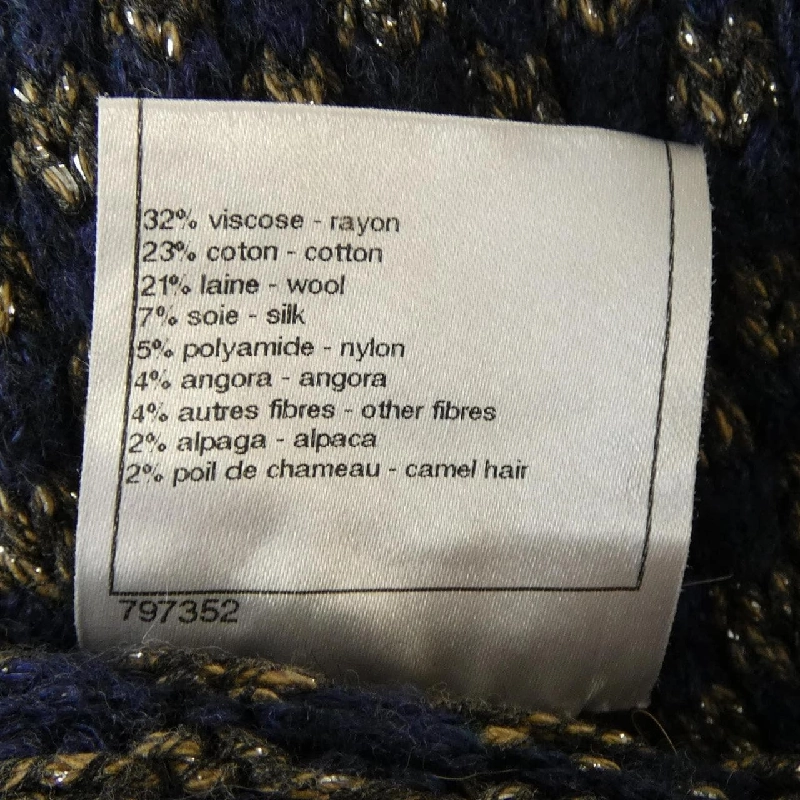 32% viscose - rayon
23% coton - cotton
21% laine - wool
7% soie - silk
5% polyamide - nylon
4% angora - angora
4% autres fibres - other fibres
2% alpaga - alpaca
2% poil de chameau - camel hair
797352